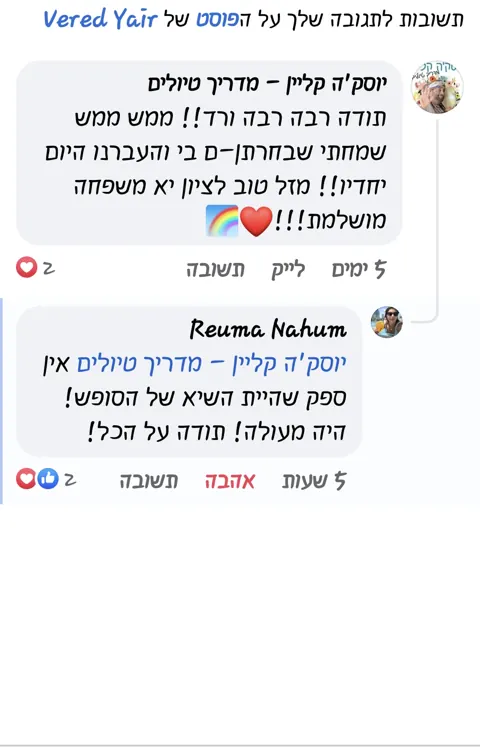 תשובות לתגובה שלך על הפוסט של Vered Yair
יוסק'ה קליין - מדריך טיולים
תודה רבה רבה ורד!! ממש ממש
שמחתי שבחרתן-ם בי והעברנו היום
יחדיו!! מזל טוב לציון יא משפחה
מושלמת!!!❤️🌈
5 ימים לייק תשובה 2
Reuma Nahum
יוסק'ה קליין - מדריך טיולים אין
ספק שהיית השיא של הסופש!
היה מעולה! תודה על הכל!
5 שעות אהבה תשובה 2